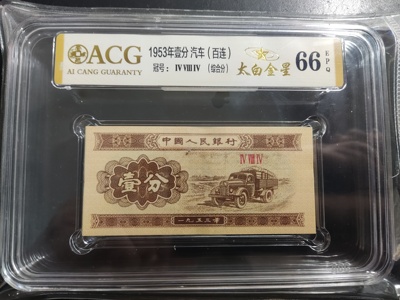 ACG
AI CANG GUARANTY
1953年壹分 汽车(百连)
冠号: IV VIII IV (综合分)
太白金星
66
EPQ
中國人民銀行
IV VIII IV
壹分
一九五三年